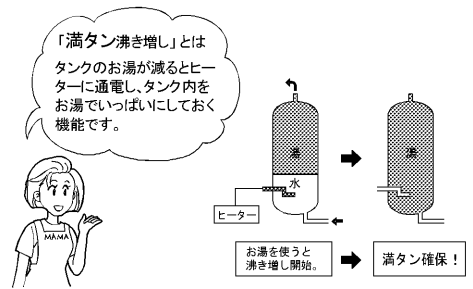 「満タン沸き増し」とは
タンクのお湯が減るとヒー
ターに通電し、タンク内を
お湯でいっぱいにしておく
機能です。
MAMA
湯
水
湯
ヒーター
お湯を使うと
沸き増し開始。
満タン確保！